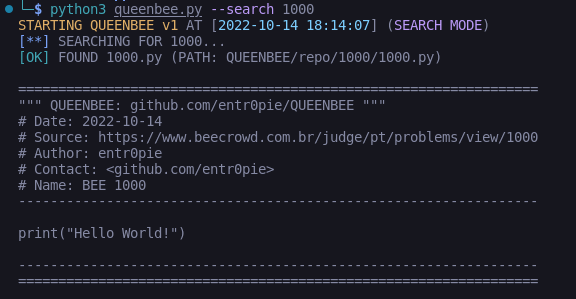 └─$ python3 queenbee.py --search 1000
STARTING QUEENBEE v1 AT [2022-10-14 18:14:07] (SEARCH MODE)
[**] SEARCHING FOR 1000...
[OK] FOUND 1000.py (PATH: QUEENBEE/repo/1000/1000.py)
=================================================================
""" QUEENBEE: github.com/entr0pie/QUEENBEE """
# Date: 2022-10-14
# Source: https://www.beecrowd.com.br/judge/pt/problems/view/1000
# Author: entr0pie
# Contact: <github.com/entr0pie>
# Name: BEE 1000
-----------------------------------------------------------------
print("Hello World!")
-----------------------------------------------------------------
=================================================================